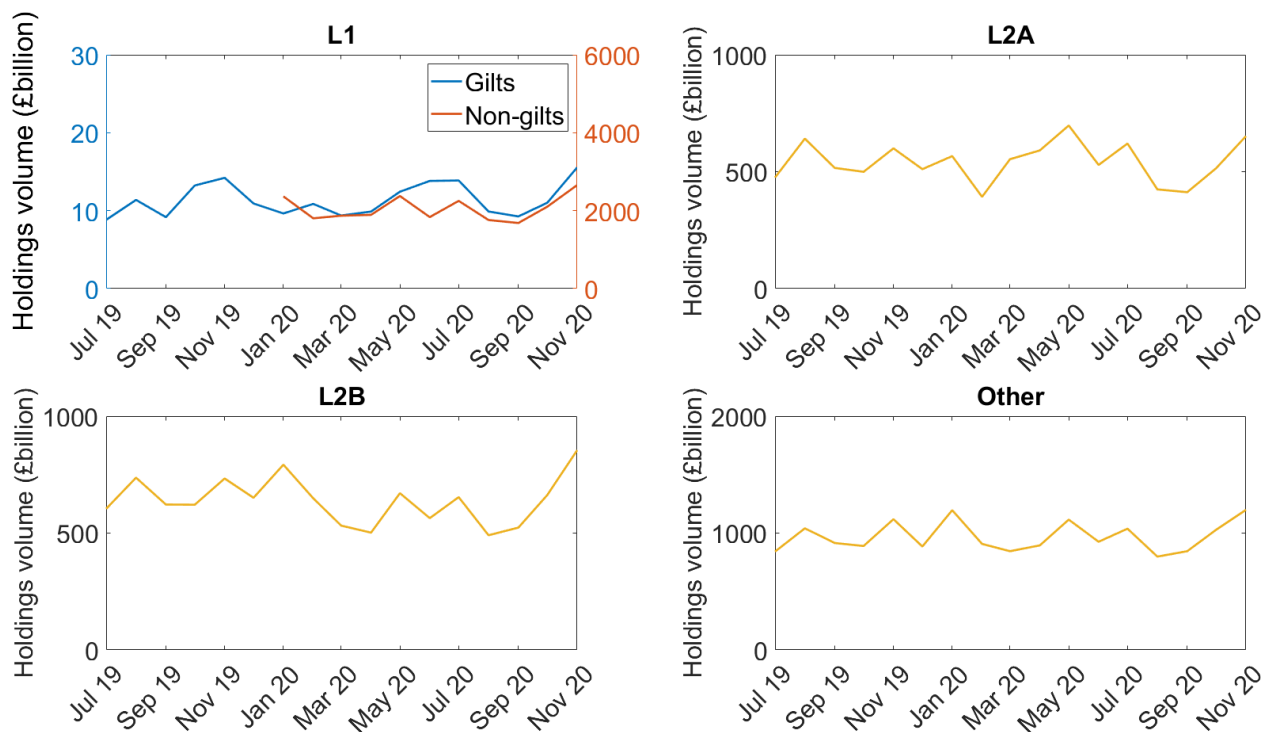 L1
Holdings volume (£billion)
30
20
10
0
6000
4000
2000
0
Gilts
Non-gilts
Jul 19
Sep 19
Nov 19
Jan 20
Mar 20
May 20
Jul 20
Sep 20
Nov 20
L2A
Holdings volume (£billion)
1000
500
0
Jul 19
Sep 19
Nov 19
Jan 20
Mar 20
May 20
Jul 20
Sep 20
Nov 20
L2B
Holdings volume (£billion)
1000
500
0
Jul 19
Sep 19
Nov 19
Jan 20
Mar 20
May 20
Jul 20
Sep 20
Nov 20
Other
Holdings volume (£billion)
2000
1000
0
Jul 19
Sep 19
Nov 19
Jan 20
Mar 20
May 20
Jul 20
Sep 20
Nov 20